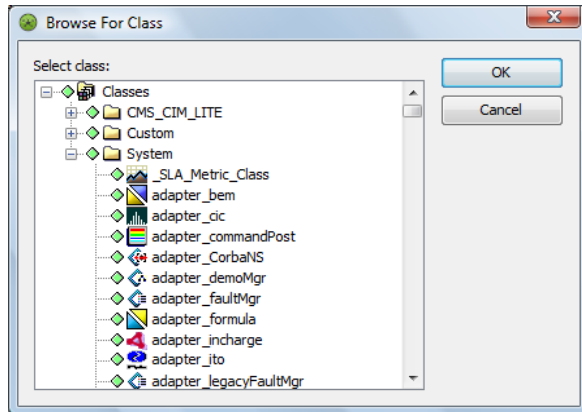 Browse For Class
Select class:
Classes
CMS_CIM_LITE
Custom
System
_SLA_Metric_Class
adapter_bem
adapter_cic
adapter_commandPost
adapter_CorbaNS
adapter_demoMgr
adapter_faultMgr
adapter_formula
adapter_incharge
adapter_ito
adapter_legacyFaultMgr
OK
Cancel